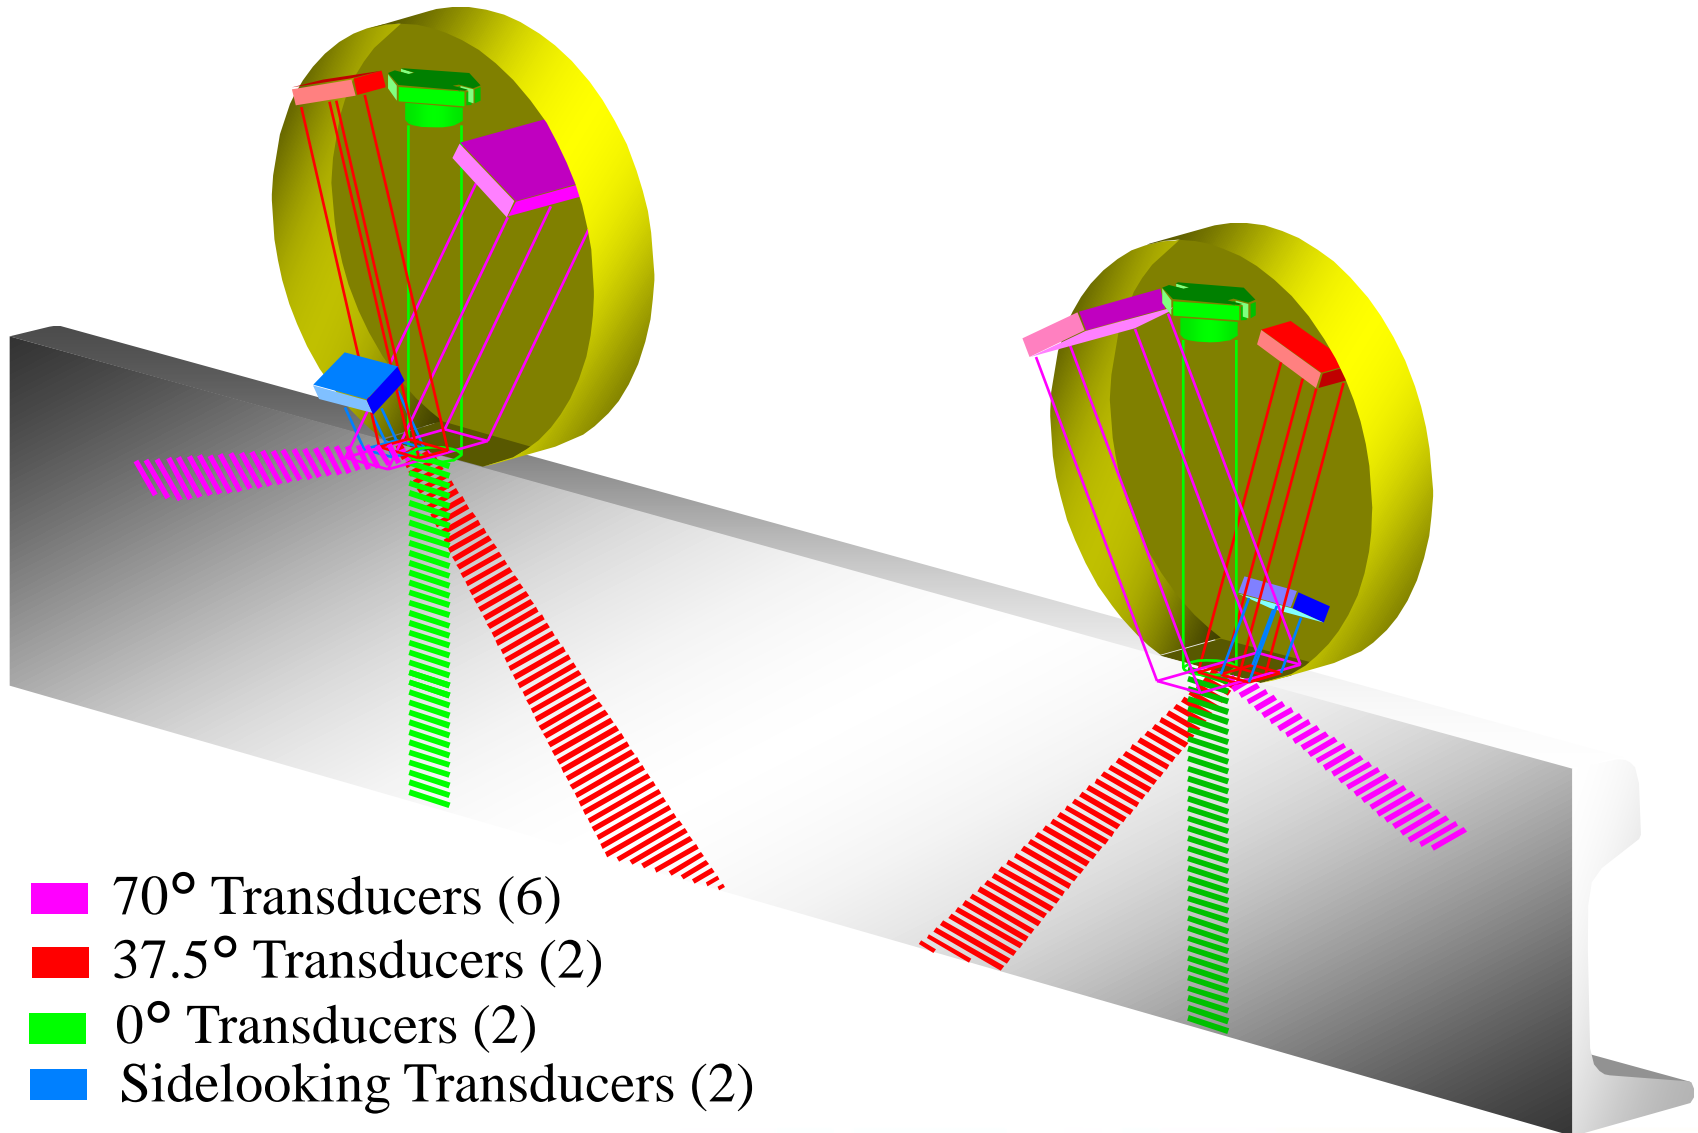 70° Transducers (6)
37.5° Transducers (2)
0° Transducers (2)
Sidelooking Transducers (2)